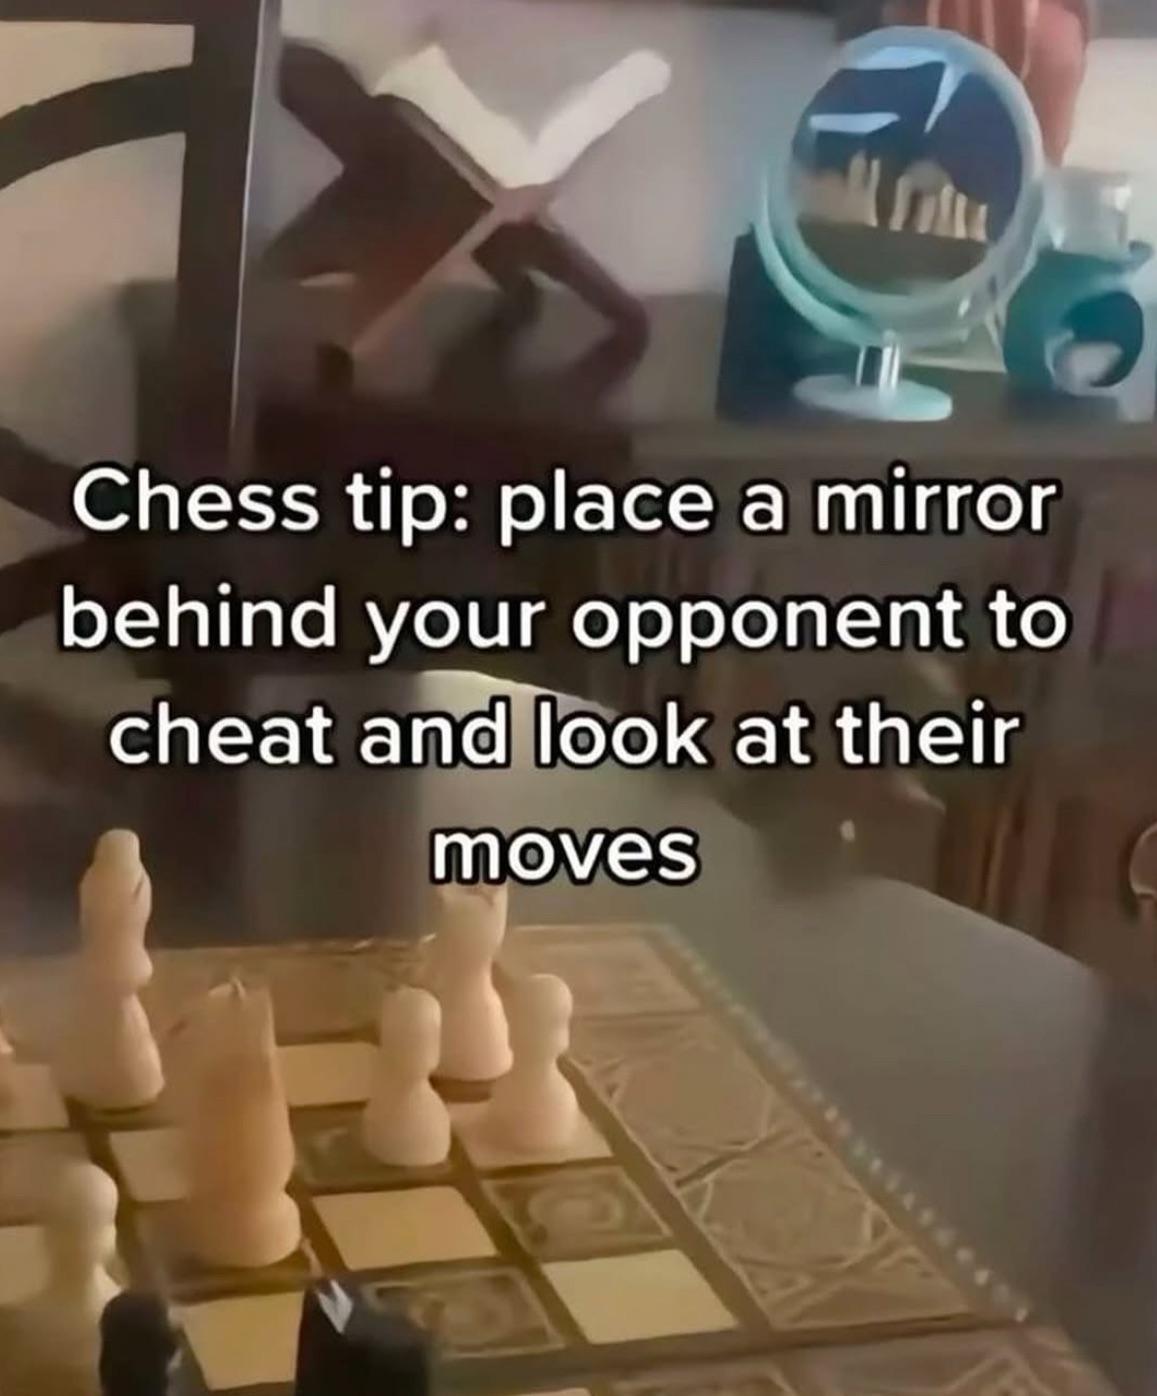 Chess tip: place a mirror
behind your opponent to
cheat and look at their
moves